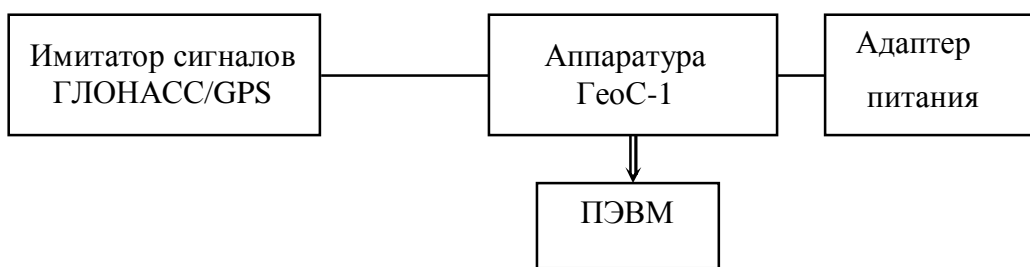 Имитатор сигналов
ГЛОНАСС/GPS
Аппаратура
ГеоС-1
Адаптер
питания
ПЭВМ